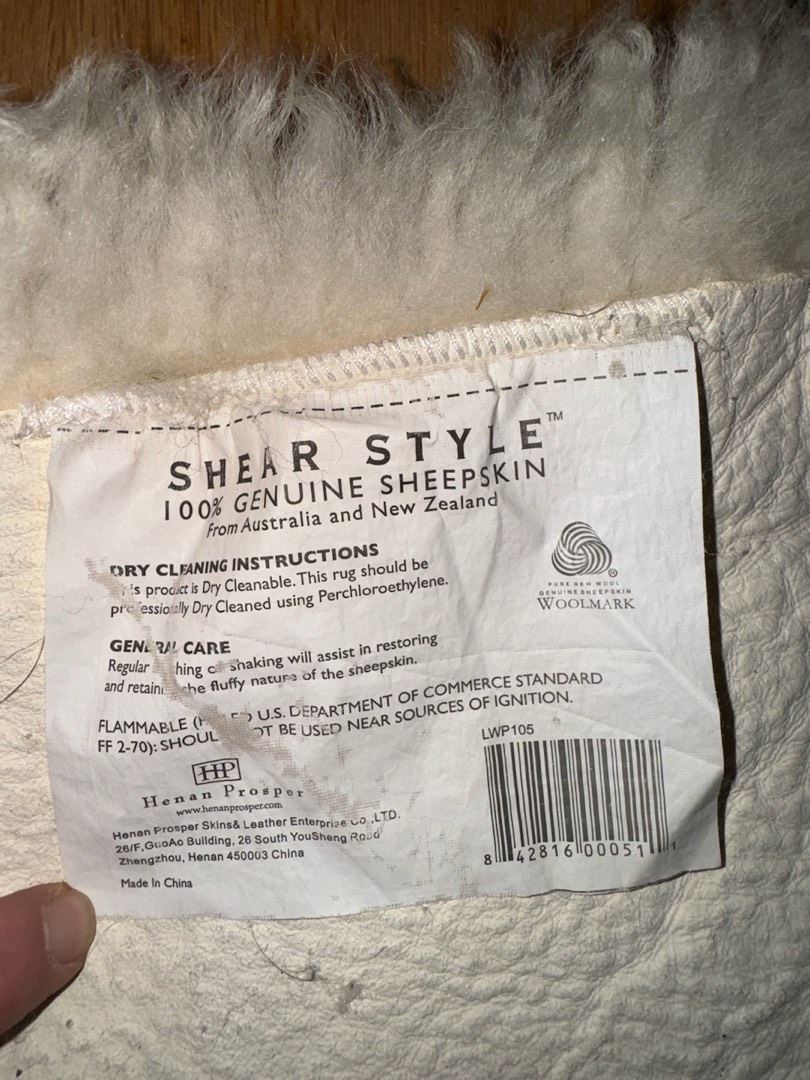 SHEAR STYLE™
100% GENUINE SHEEPSKIN
From Australia and New Zealand
DRY CLEANING INSTRUCTIONS
is product is Dry Cleanable. This rug should be
professionally Dry Cleaned using Perchloroethylene.
PURE NEW WOOL
GENUINE SHEEPSKIN
WOOLMARK
®
GENERAL CARE
Regular shaking will assist in restoring
and retain the fluffy nature of the sheepskin.
FLAMMABLE U.S. DEPARTMENT OF COMMERCE STANDARD
FF 2-70): BE USED NEAR SOURCES OF IGNITION.
LWP105
HP
Henan Prosper
www.henanprosper.com
Henan Prosper Skins& Leather Enterprise Co.,LTD.
26/F,GuoAo Building, 26 South YouSheng Road
Zhengzhou, Henan 450003 China
8 42816 00051 1
Made In China